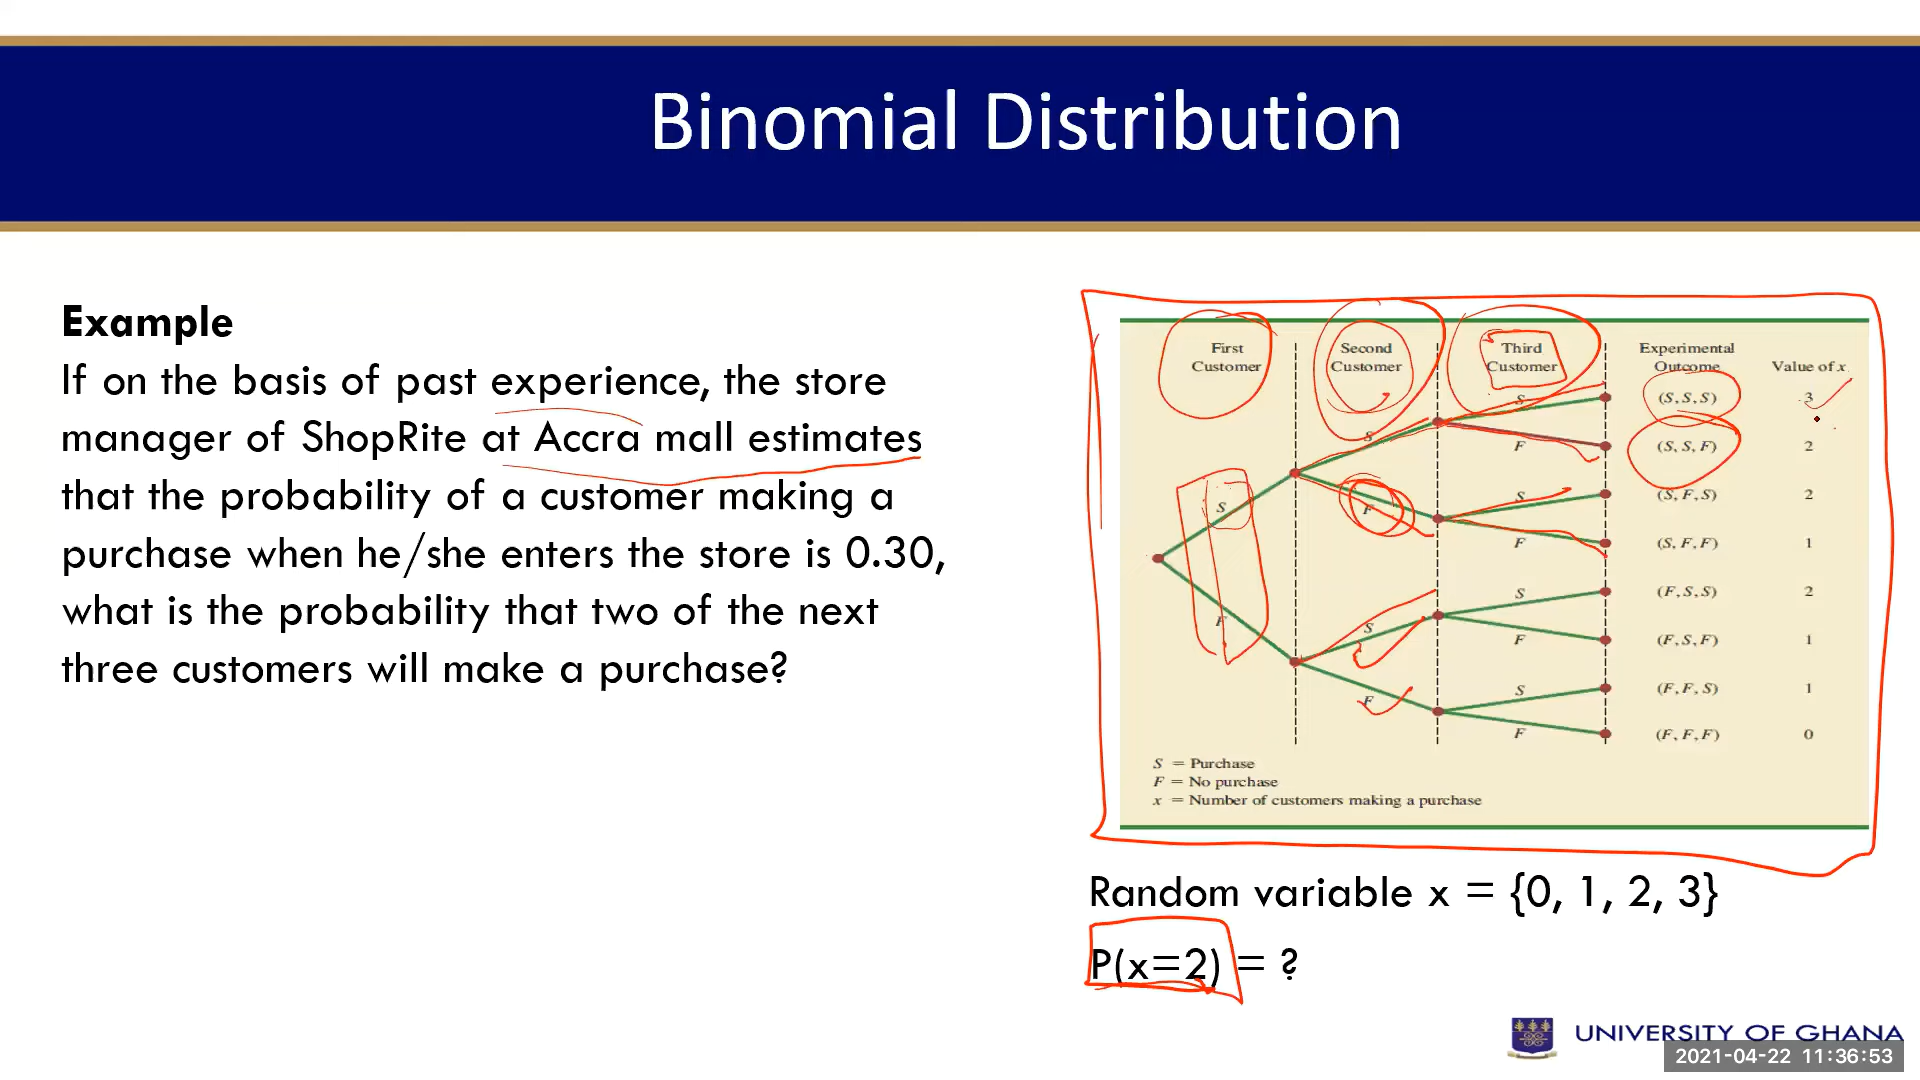 Binomial Distribution
Example
If on the basis of past experience, the store
manager of ShopRite at Accra mall estimates
that the probability of a customer making a
purchase when he/she enters the store is 0.30,
what is the probability that two of the next
three customers will make a purchase?
First Customer
Second Customer
Third Customer
Experimental Outcome
Value of x
S
F
S
F
S
F
S
F
S
F
S
F
S
F
(S, S, S) 3
(S, S, F) 2
(S, F, S) 2
(S, F, F) 1
(F, S, S) 2
(F, S, F) 1
(F, F, S) 1
(F, F, F) 0
S = Purchase
F = No purchase
x = Number of customers making a purchase
Random variable x = {0, 1, 2, 3}
P(x=2) = ?
UNIVERSITY OF GHANA
2021-04-22 11:36:53